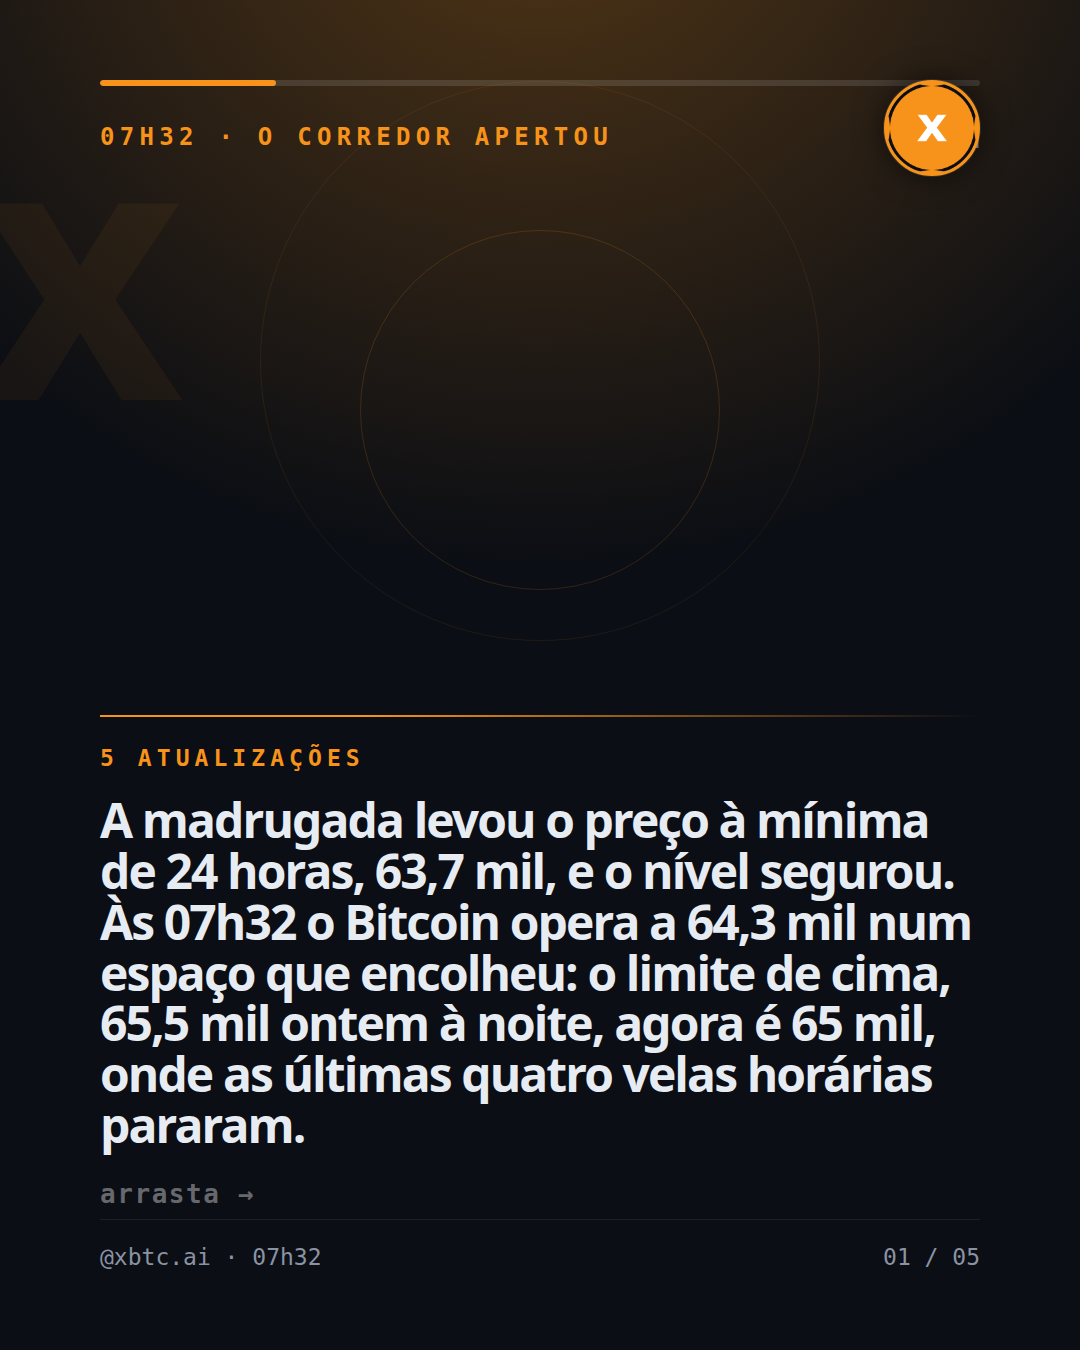 07H32 · O CORREDOR APERTOU
X
X
5 ATUALIZAÇÕES
A madrugada levou o preço à mínima
de 24 horas, 63,7 mil, e o nível segurou.
Às 07h32 o Bitcoin opera a 64,3 mil num
espaço que encolheu: o limite de cima,
65,5 mil ontem à noite, agora é 65 mil,
onde as últimas quatro velas horárias
pararam.
arrasta →
@xbtc.ai · 07h32
01 / 05